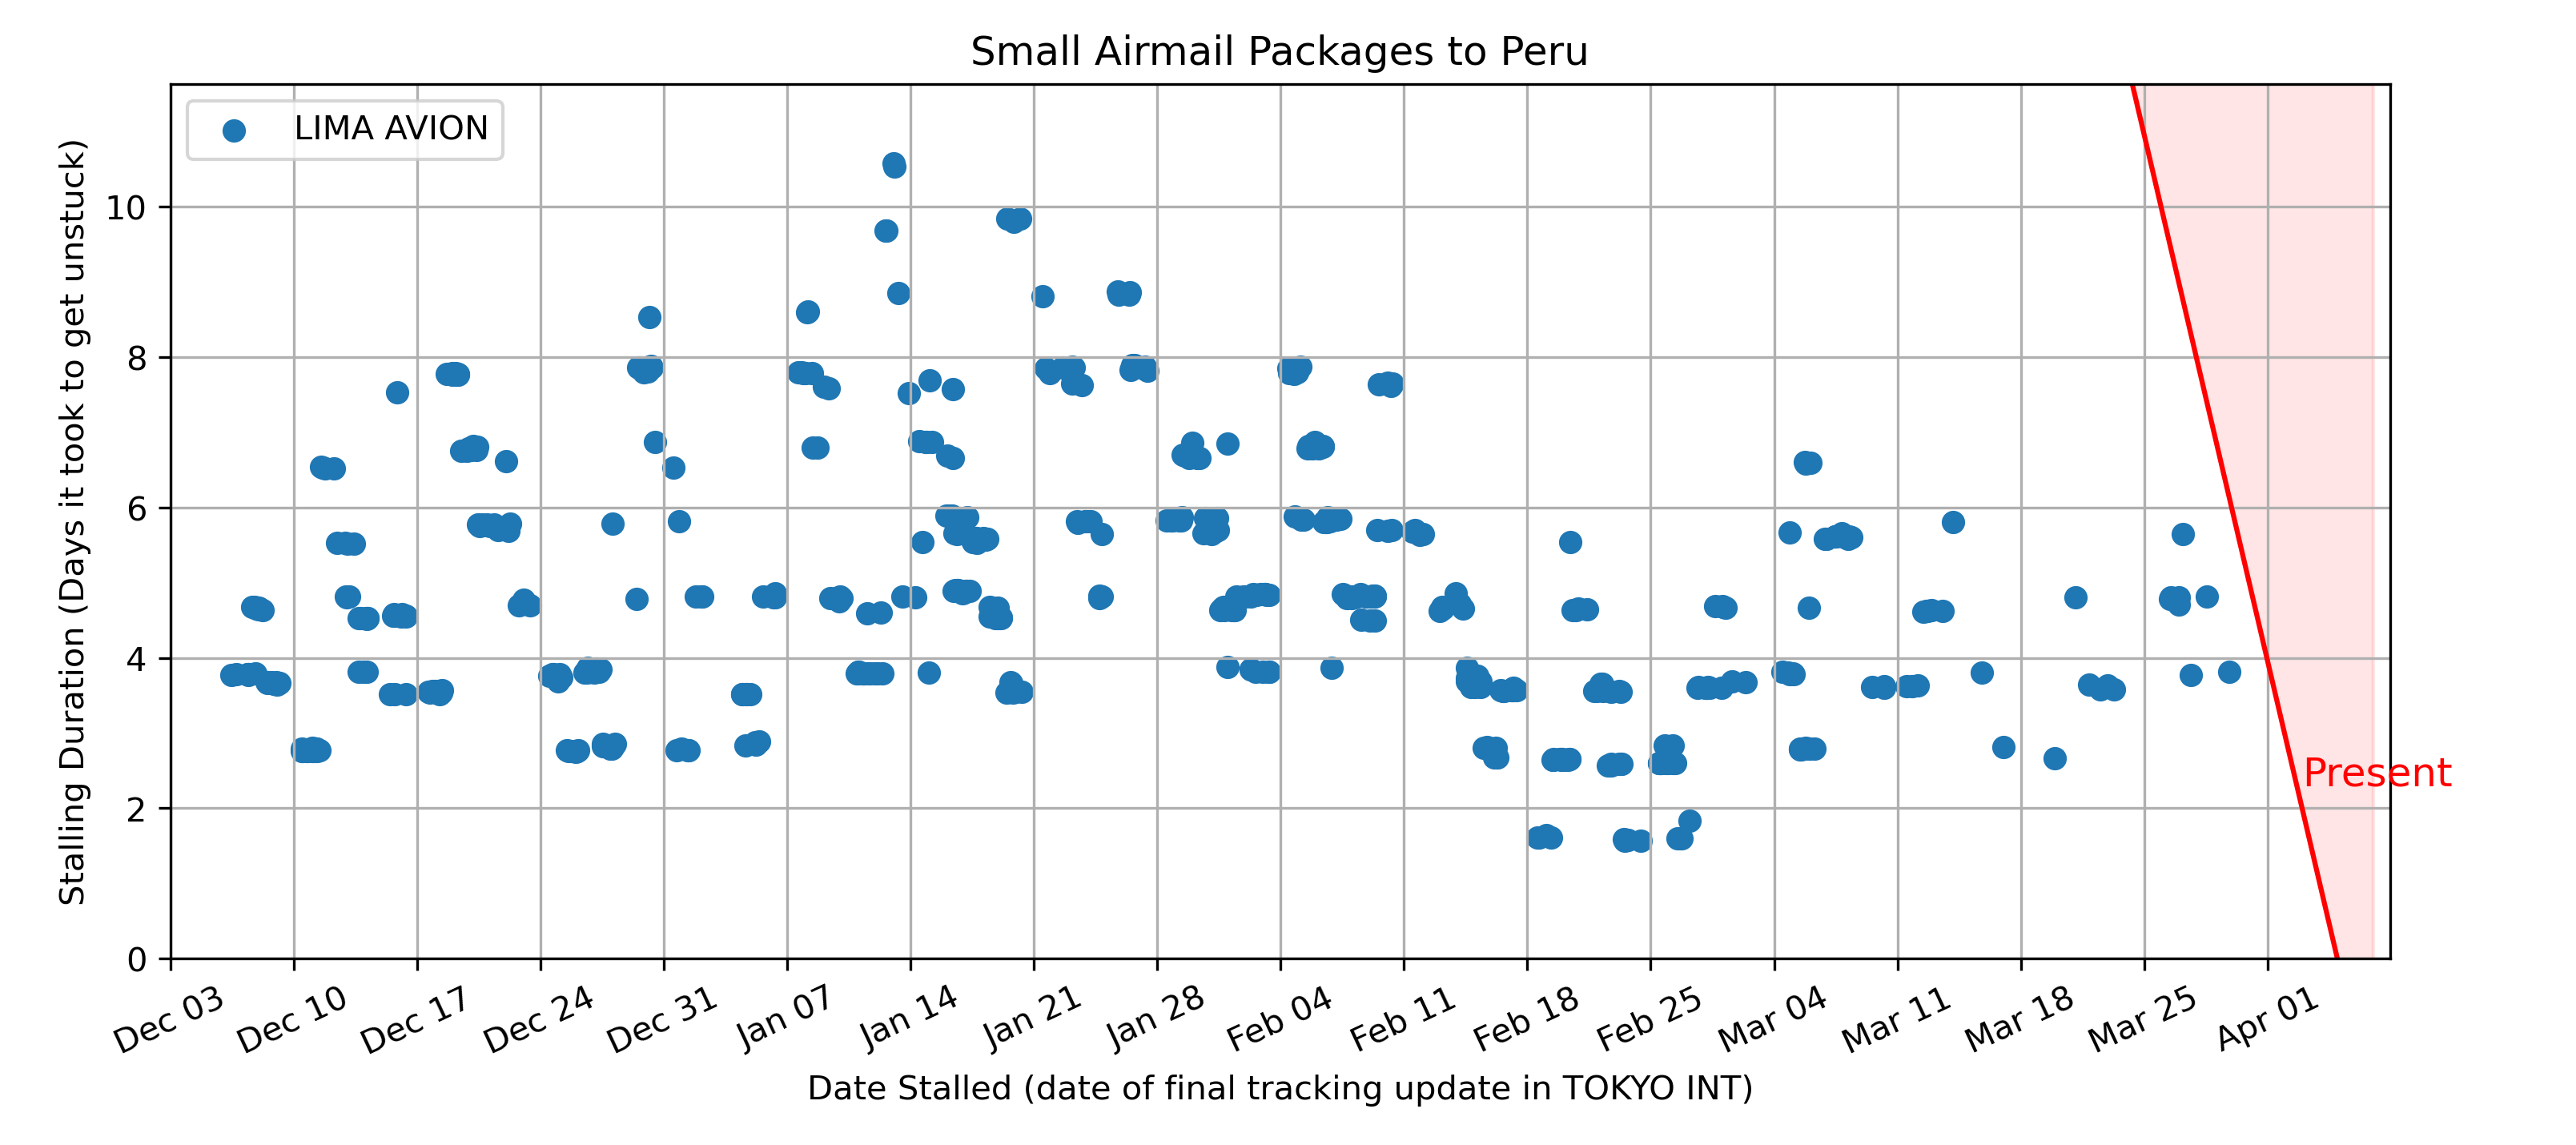 Small Airmail Packages to Peru
LIMA AVION
Stalling Duration (Days it took to get unstuck)
10
8
6
4
2
0
Present
Dec 03
Dec 10
Dec 17
Dec 24
Dec 31
Jan 07
Jan 14
Jan 21
Jan 28
Feb 04
Feb 11
Feb 18
Feb 25
Mar 04
Mar 11
Mar 18
Mar 25
Apr 01
Date Stalled (date of final tracking update in TOKYO INT)